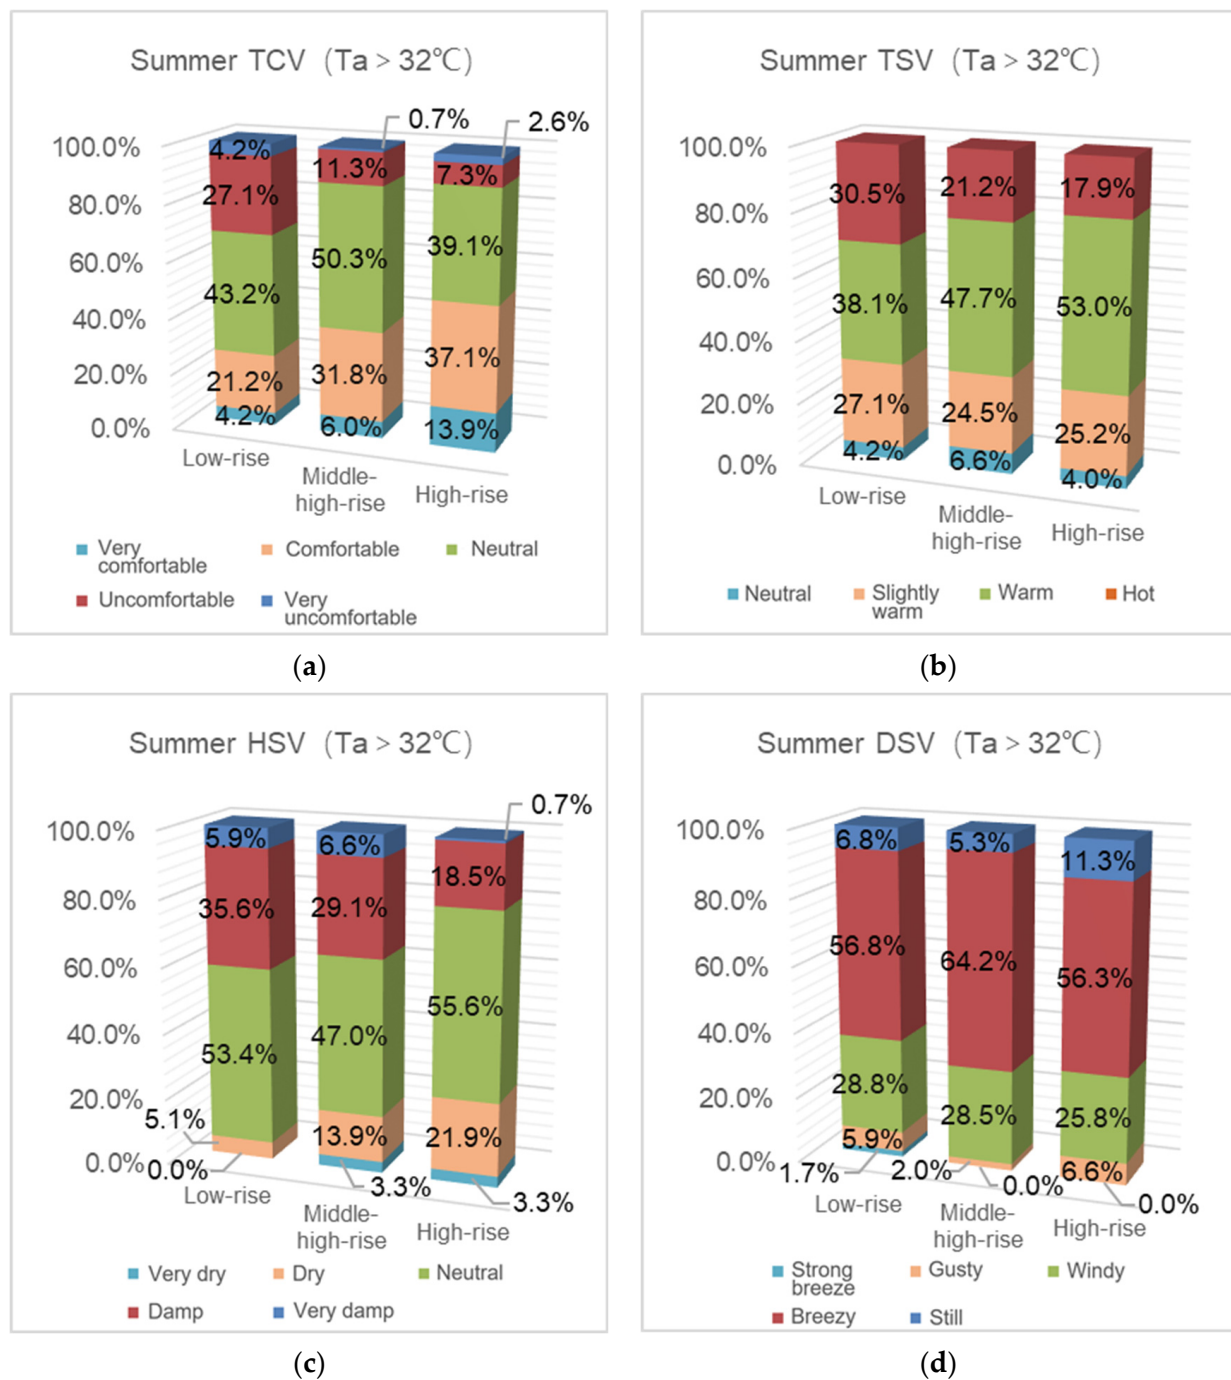 Summer TCV (Ta > 32℃)
0.7%
2.6%
100.0%
4.2%
11.3%
7.3%
80.0%
27.1%
39.1%
60.0%
50.3%
43.2%
40.0%
37.1%
20.0%
21.2%
31.8%
0.0%
4.2%
6.0%
13.9%
Low-rise
Middle-
high-rise
High-rise
Very
comfortable
Comfortable
Neutral
Uncomfortable
Very
uncomfortable
(a)
Summer TSV (Ta > 32℃)
100.0%
30.5%
21.2%
17.9%
80.0%
60.0%
38.1%
47.7%
53.0%
40.0%
20.0%
27.1%
24.5%
25.2%
0.0%
4.2%
6.6%
4.0%
Low-rise
Middle-
high-rise
High-rise
Neutral
Slightly
warm
Warm
Hot
(b)
Summer HSV (Ta > 32℃)
0.7%
100.0%
5.9%
6.6%
18.5%
80.0%
35.6%
29.1%
60.0%
55.6%
40.0%
53.4%
47.0%
20.0%
5.1%
13.9%
21.9%
0.0%
0.0%
3.3%
3.3%
Low-rise
Middle-
high-rise
High-rise
Very dry
Dry
Neutral
Damp
Very damp
(c)
Summer DSV (Ta > 32℃)
100.0%
6.8%
5.3%
11.3%
80.0%
56.8%
64.2%
56.3%
60.0%
40.0%
20.0%
28.8%
28.5%
25.8%
0.0%
5.9%
1.7%
2.0%
0.0%
6.6%
0.0%
Low-rise
Middle-
high-rise
High-rise
Strong
breeze
Gusty
Windy
Breezy
Still
(d)